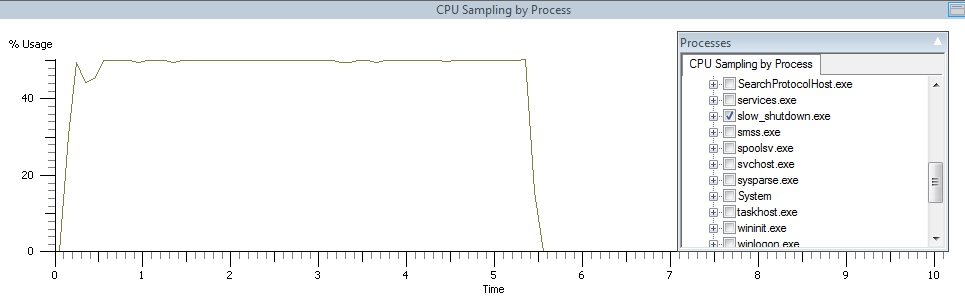 CPU Sampling by Process
% Usage
40
20
0
0 1 2 3 4 5 6 7 8 9 10
Time
Processes
CPU Sampling by Process
SearchProtocolHost.exe
services.exe
slow_shutdown.exe
smss.exe
spoolsv.exe
svchost.exe
sysparse.exe
System
taskhost.exe
wininit.exe
winlogon.exe